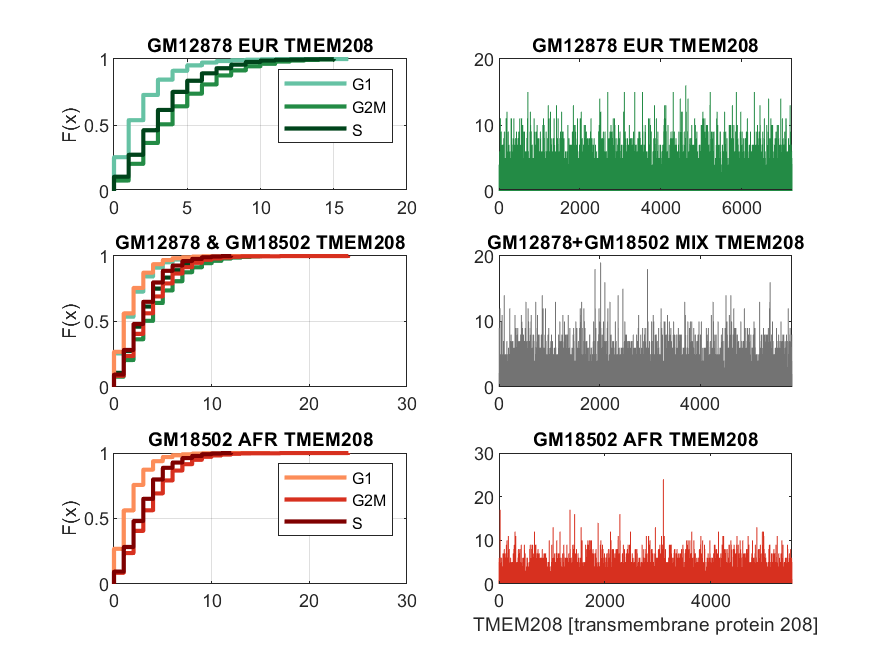 GM12878 EUR TMEM208
1
0.5
0
F(x)
G1
G2M
S
0 5 10 15 20
GM12878 EUR TMEM208
20
10
0
0 2000 4000 6000
GM12878 & GM18502 TMEM208
1
0.5
0
F(x)
0 10 20 30
GM12878+GM18502 MIX TMEM208
20
10
0
0 2000 4000
GM18502 AFR TMEM208
1
0.5
0
F(x)
G1
G2M
S
0 10 20 30
GM18502 AFR TMEM208
30
20
10
0
0 2000 4000
TMEM208 [transmembrane protein 208]